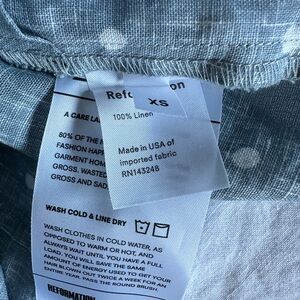 Refo on
XS
100% Linen
Made in USA of
imported fabric
RN143248
A CARE LA
80% OF THE
FASHION HAPP
GARMENT HOM
GROSS. WASTED
GROSS AND SAD.
WASH COLD & LINE DRY
WASH CLOTHES IN COLD WATER, AS
OPPOSED TO WARM OR HOT, AND
ALWAYS WAIT UNTIL YOU HAVE A FULL
LOAD. YOU WILL SAVE THE SAME
AMOUNT OF ENERGY USED TO GET YOUR
HAIR BLOWN OUT TWICE A WEEK FOR AN
ENTIRE YEAR. PASS THE ROUND BRUSH.
REFORMATION